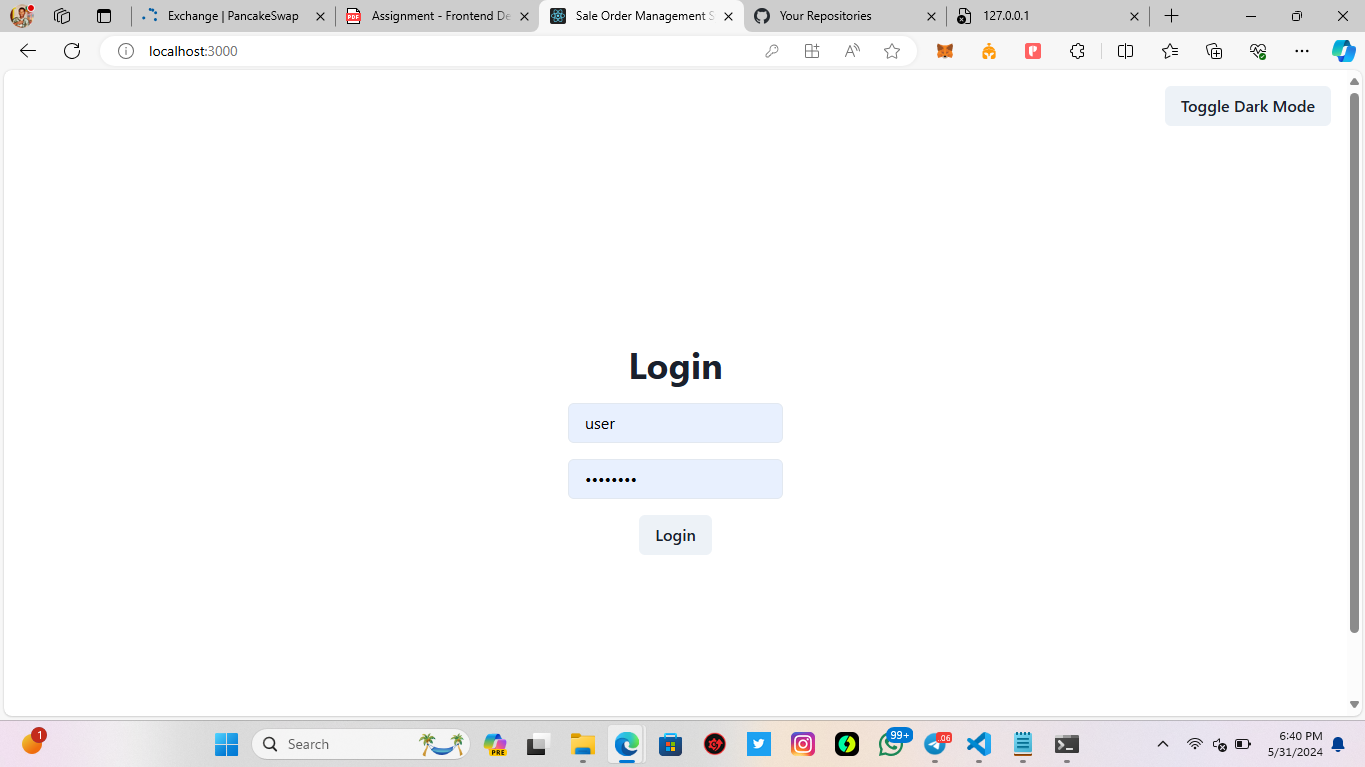 Exchange | PancakeSwap
Assignment - Frontend De
Sale Order Management S
Your Repositories
127.0.0.1
localhost:3000
Toggle Dark Mode
Login
user
••••••••
Login
1
Search
PRE
99+
.06
6:40 PM
5/31/2024